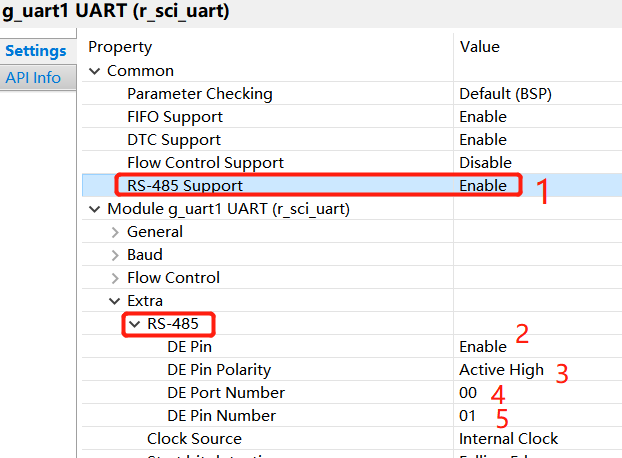 g_uart1 UART (r_sci_uart)
Settings
API Info
Property Value
Common
Parameter Checking Default (BSP)
FIFO Support Enable
DTC Support Enable
Flow Control Support Disable
RS-485 Support Enable 1
Module g_uart1 UART (r_sci_uart)
General
Baud
Flow Control
Extra
RS-485
DE Pin Enable 2
DE Pin Polarity Active High 3
DE Port Number 00 4
DE Pin Number 01 5
Clock Source Internal Clock